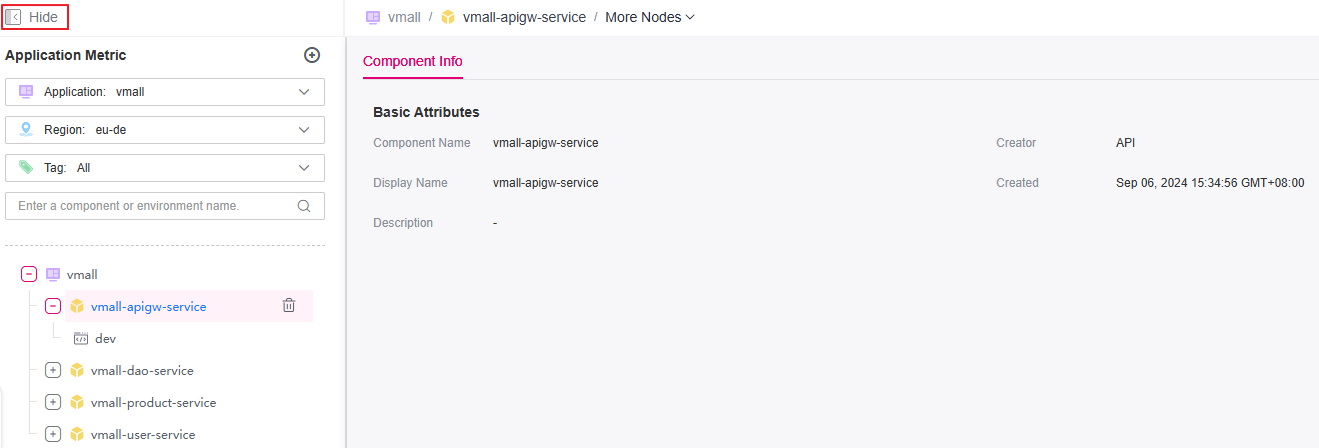 Hide
vmall / vmall-apigw-service / More Nodes
Application Metric
Application: vmall
Region: eu-de
Tag: All
Enter a component or environment name.
vmall
vmall-apigw-service
dev
vmall-dao-service
vmall-product-service
vmall-user-service
Component Info
Basic Attributes
Component Name vmall-apigw-service Creator API
Display Name vmall-apigw-service Created Sep 06, 2024 15:34:56 GMT+08:00
Description -